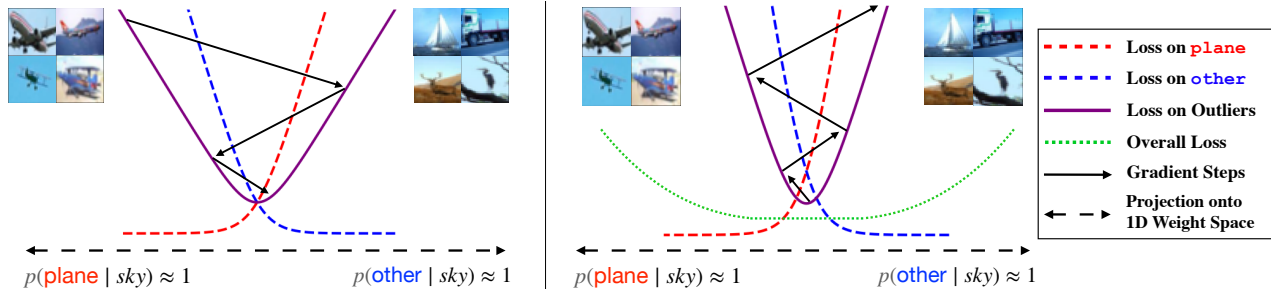 p(plane | sky) ≈ 1
p(other | sky) ≈ 1
p(plane | sky) ≈ 1
p(other | sky) ≈ 1
Loss on plane
Loss on other
Loss on Outliers
Overall Loss
Gradient Steps
Projection onto
1D Weight Space